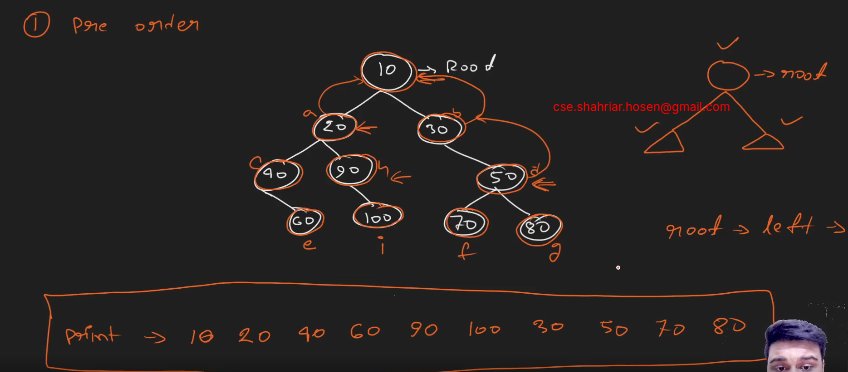 ① Pre order
10 → Root
cse.shahriar.hosen@gmail.com
→ root
a 20
b 30
c 40
90 h
50 d
60
100
70
80
e
i
f
g
root → left →
print → 10 20 40 60 90 100 30 50 70 80